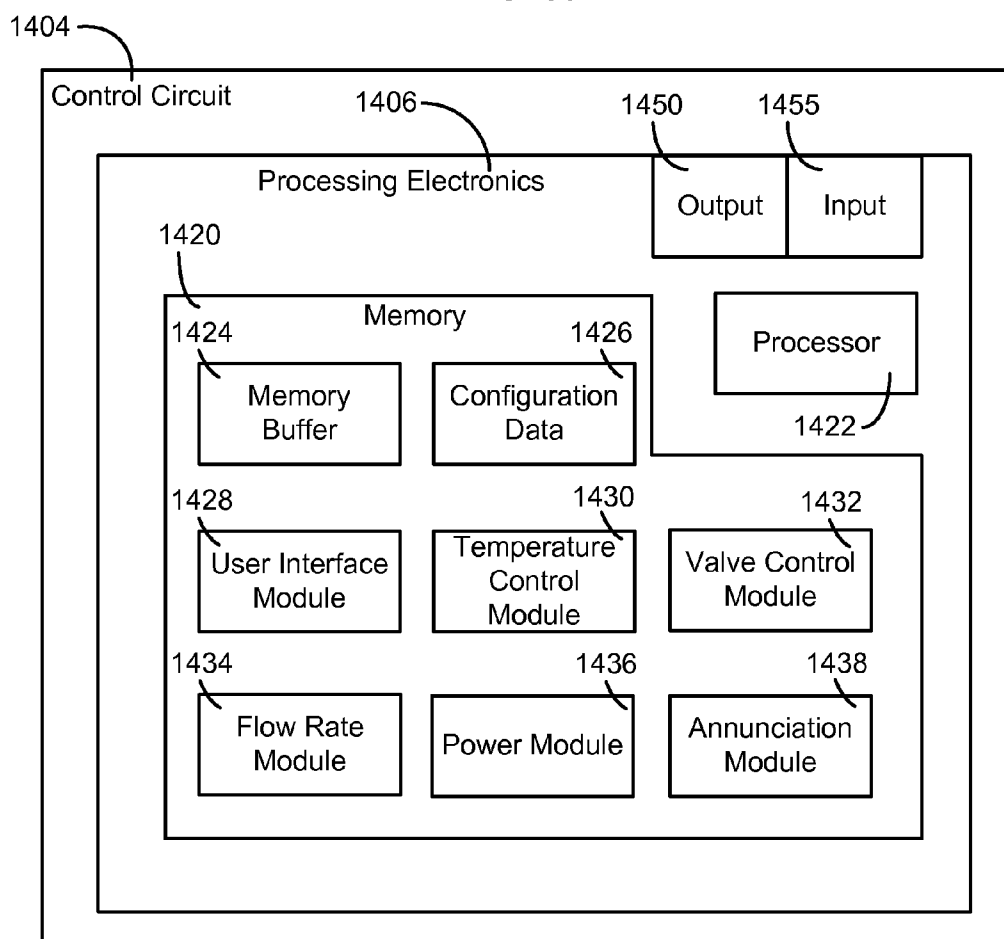 1404
Control Circuit
1406
1450
1455
Processing Electronics
Output
Input
1420
Memory
1424
1426
Processor
Memory
Buffer
Configuration
Data
1422
1428
1430
1432
User Interface
Module
Temperature
Control
Module
Valve Control
Module
1434
1436
1438
Flow Rate
Module
Power Module
Annunciation
Module